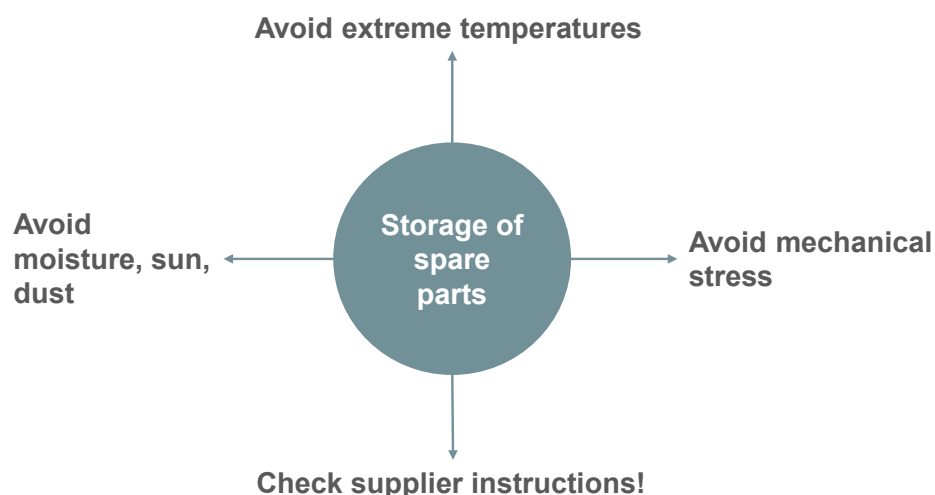 Avoid extreme temperatures
Avoid
moisture, sun,
dust
Storage of
spare
parts
Avoid mechanical
stress
Check supplier instructions!